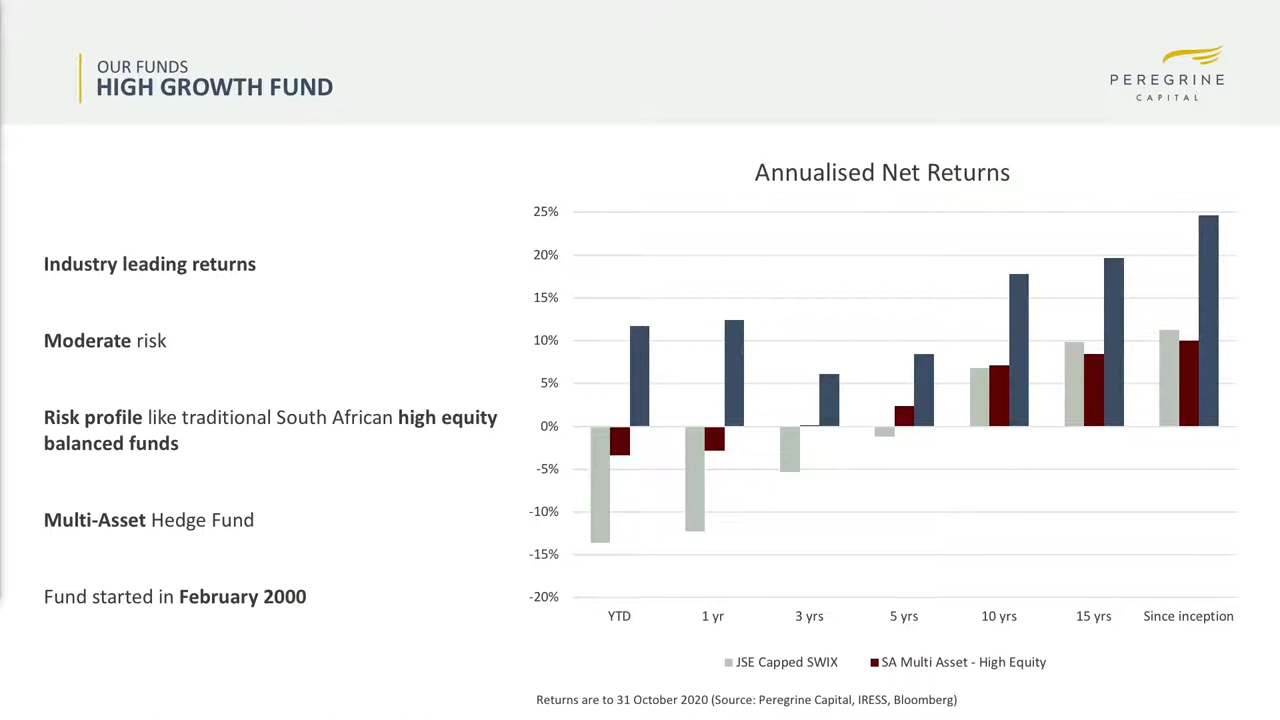 OUR FUNDS
HIGH GROWTH FUND
PEREGRINE
CAPITAL
Industry leading returns
Moderate risk
Risk profile like traditional South African high equity
balanced funds
Multi-Asset Hedge Fund
Fund started in February 2000
Annualised Net Returns
25%
20%
15%
10%
5%
0%
-5%
-10%
-15%
-20%
YTD 1 yr 3 yrs 5 yrs 10 yrs 15 yrs Since inception
JSE Capped SWIX SA Multi Asset - High Equity
Returns are to 31 October 2020 (Source: Peregrine Capital, IRESS, Bloomberg)